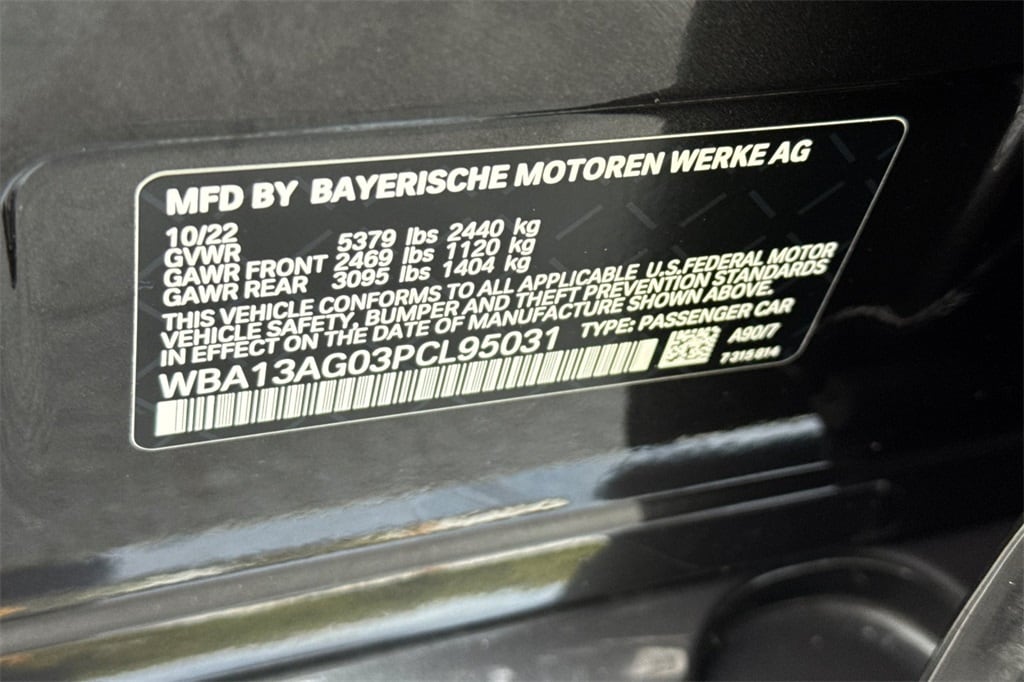 MFD BY BAYERISCHE MOTOREN WERKE AG
10/22
GVWR 5379 lbs 2440 kg
GAWR FRONT 2469 lbs 1120 kg
GAWR REAR 3095 lbs 1404 kg
THIS VEHICLE CONFORMS TO ALL APPLICABLE U.S.FEDERAL MOTOR
VEHICLE SAFETY, BUMPER AND THEFT PREVENTION STANDARDS
IN EFFECT ON THE DATE OF MANUFACTURE SHOWN ABOVE.
WBA13AG03PCL95031 TYPE: PASSENGER CAR
A90/7
7 315 814